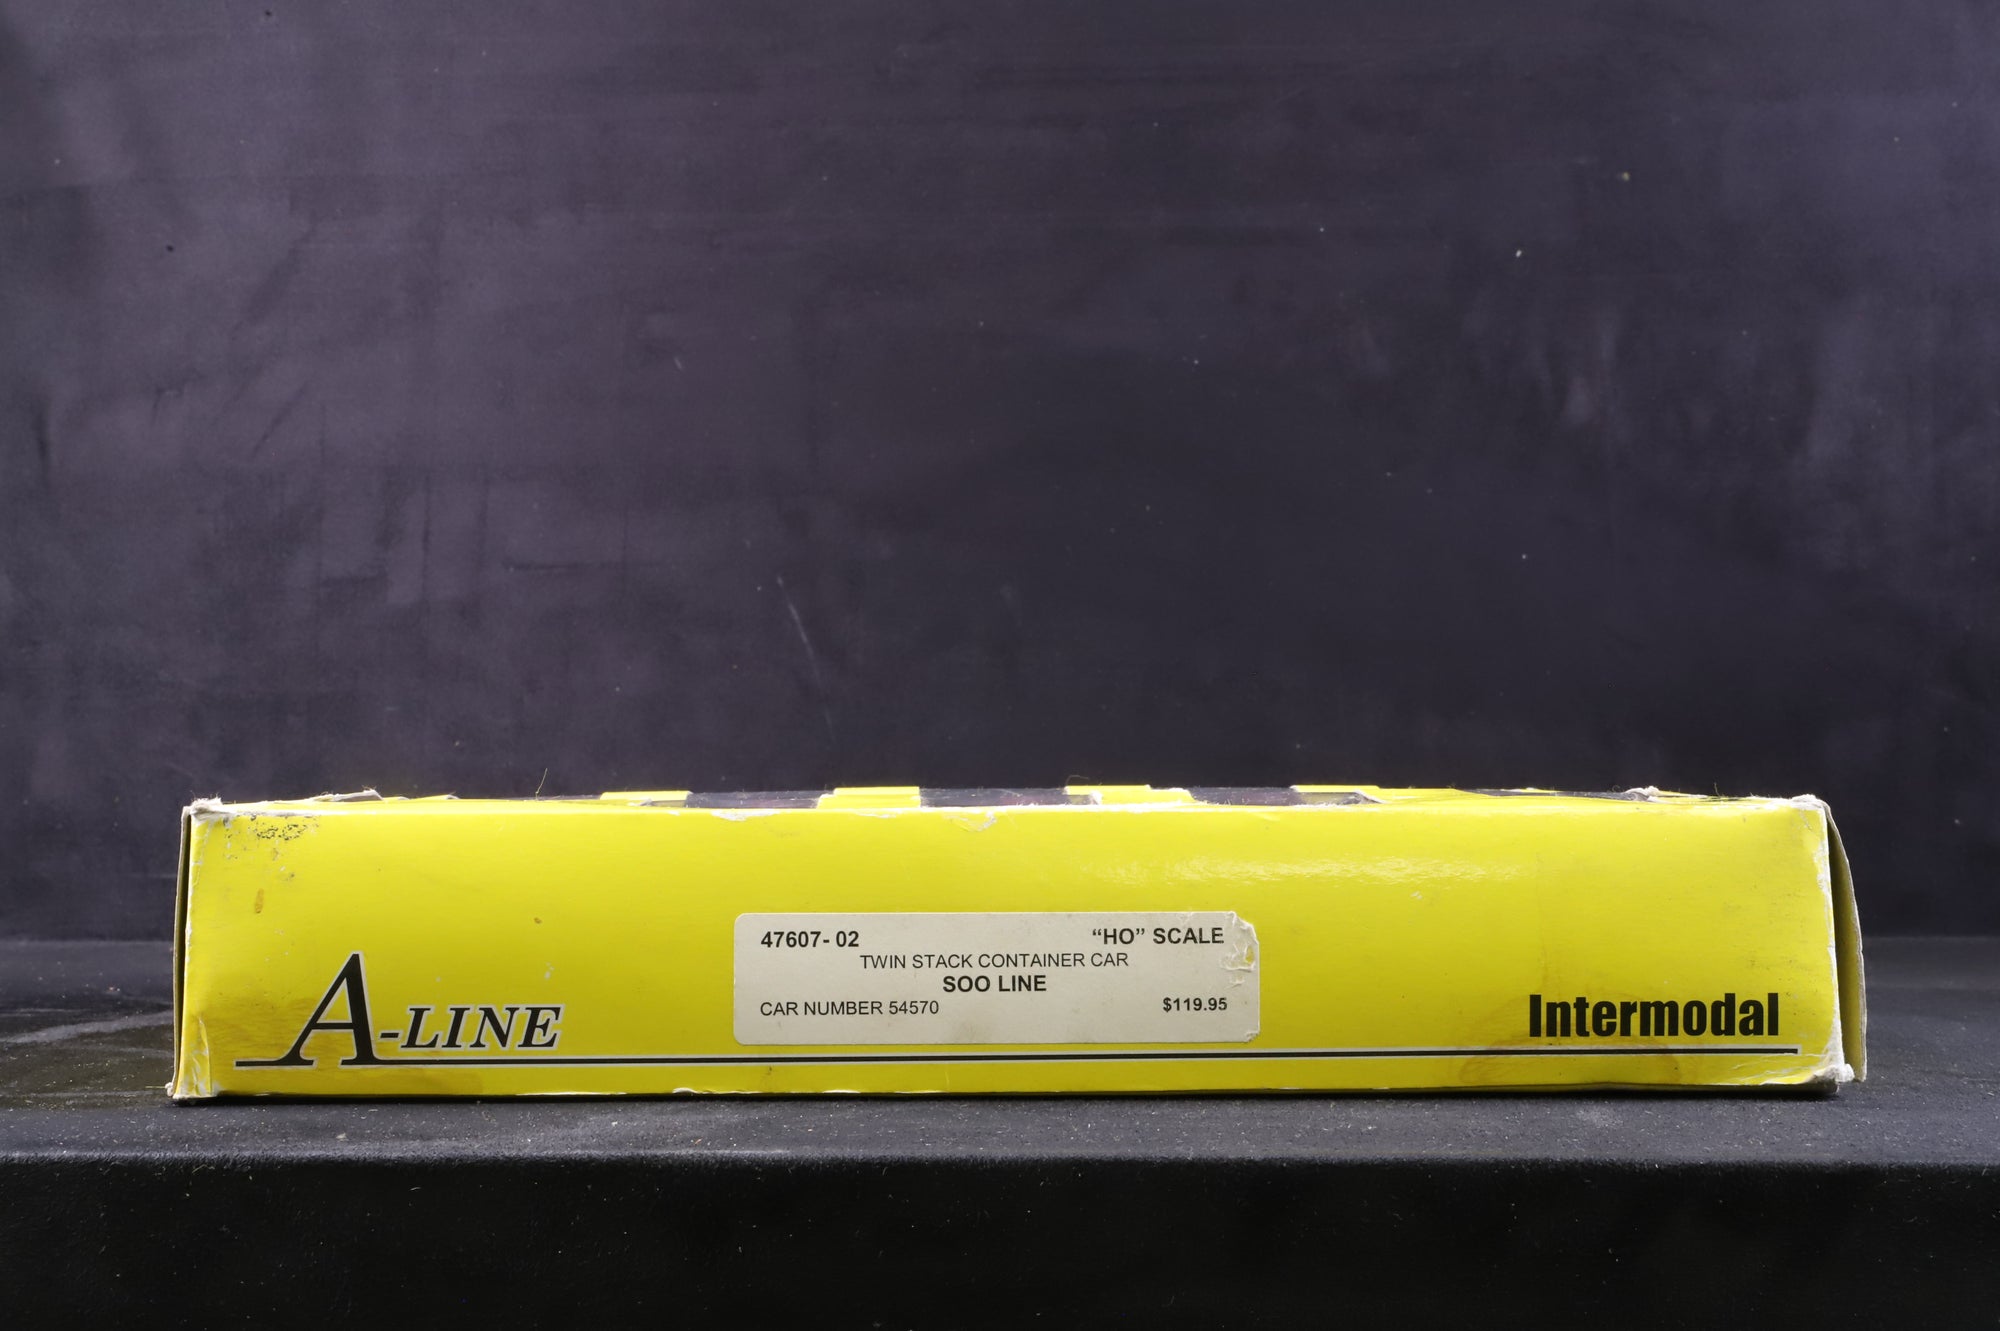 47607- 02 “HO” SCALE
TWIN STACK CONTAINER CAR
SOO LINE
CAR NUMBER 54570 $119.95
A-LINE
Intermodal